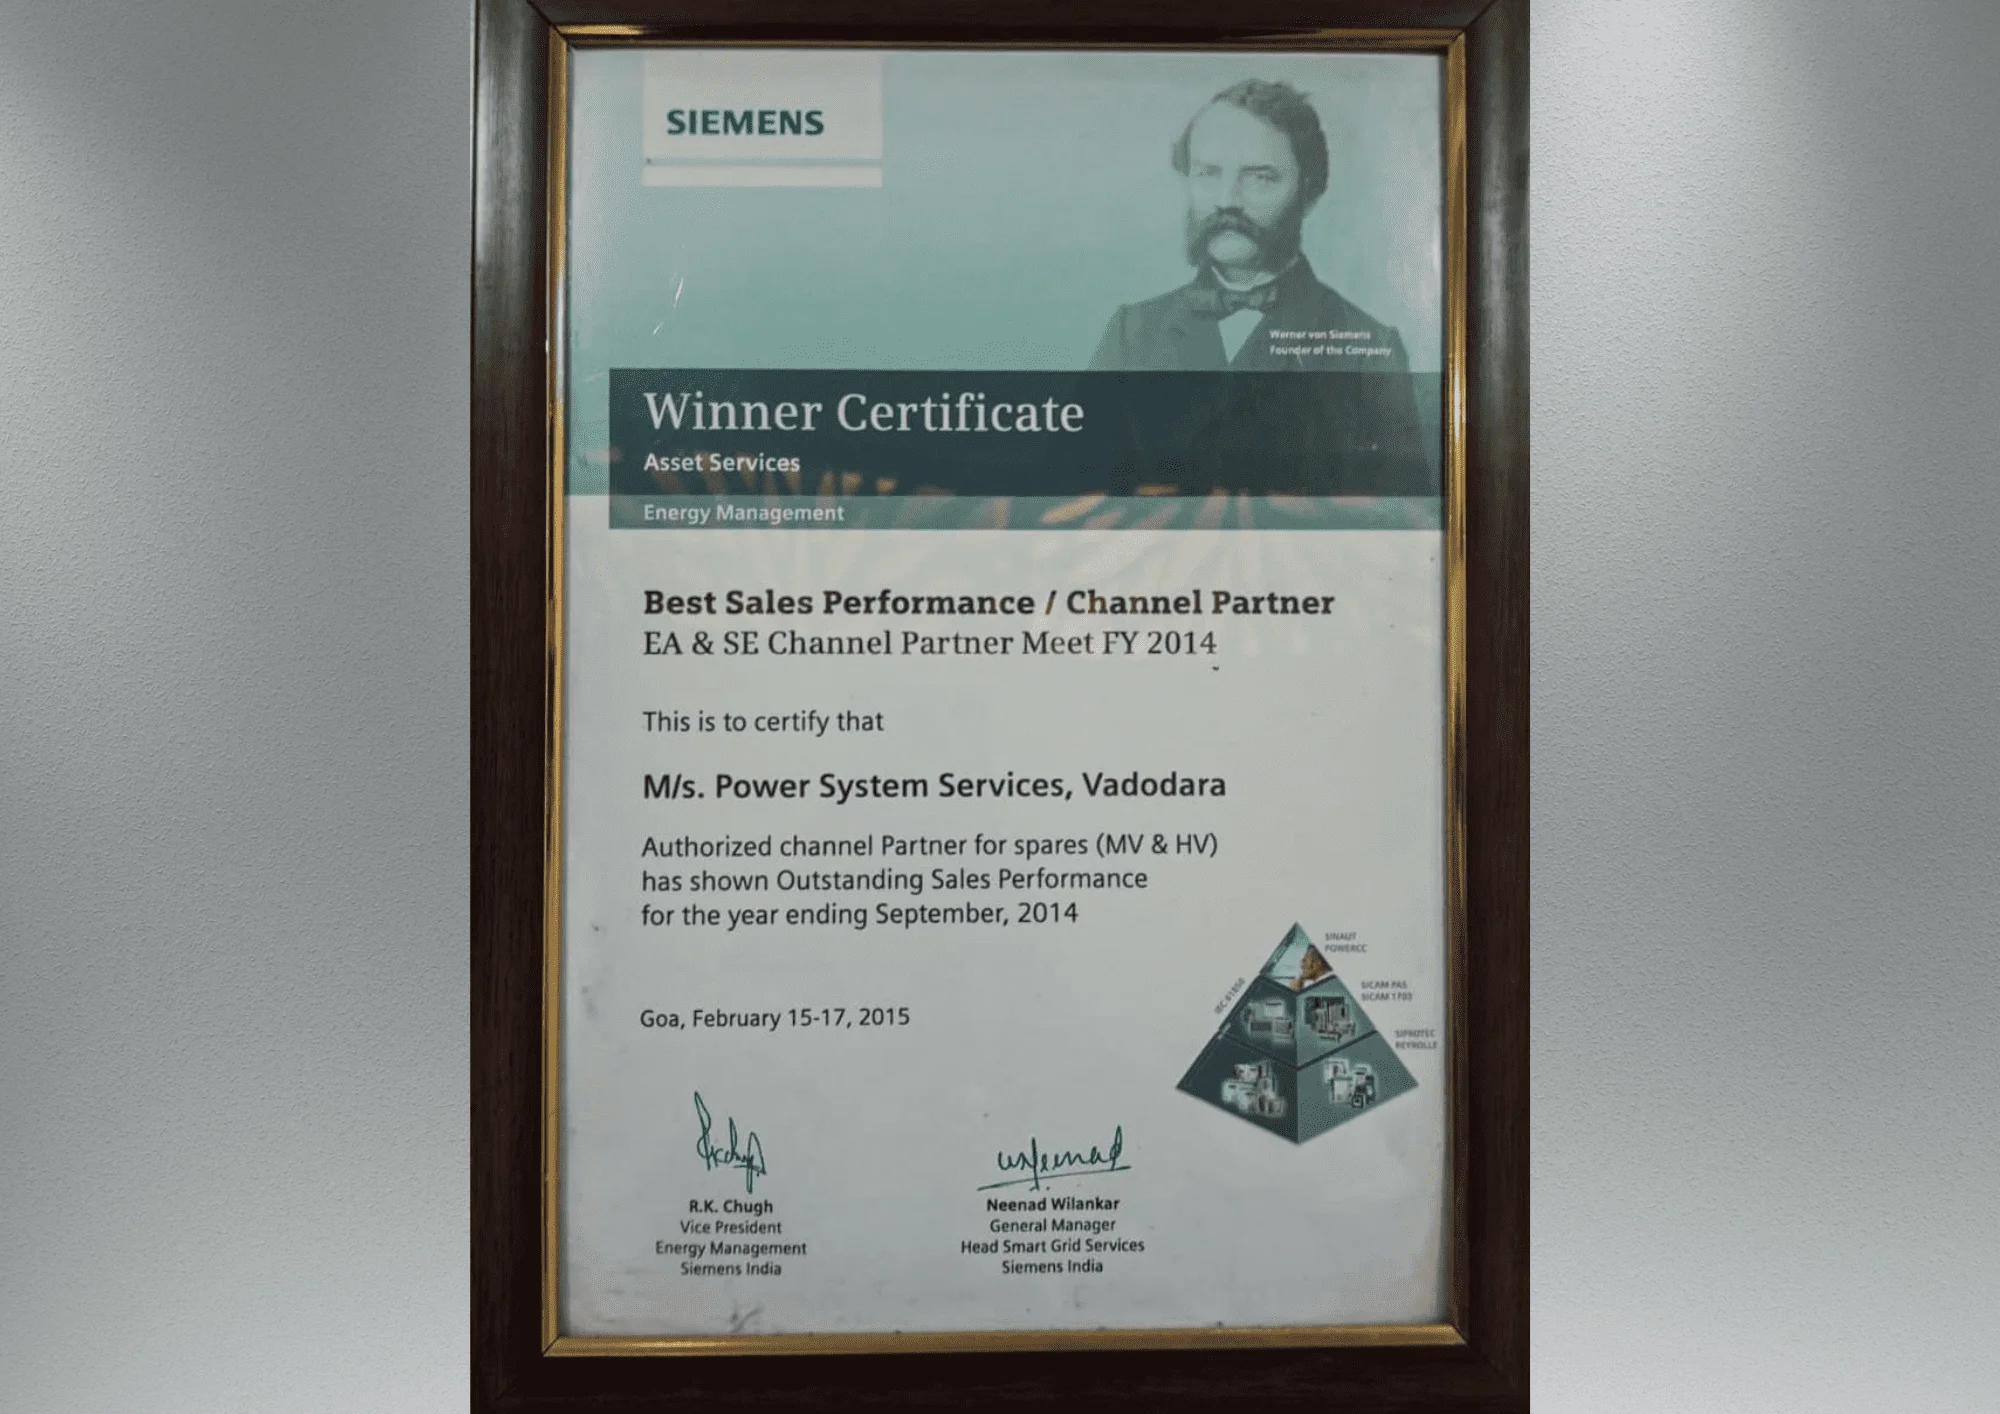 SIEMENS
Werner von Siemens
Founder of the Company
Winner Certificate
Asset Services
Energy Management
Best Sales Performance / Channel Partner
EA & SE Channel Partner Meet FY 2014
This is to certify that
M/s. Power System Services, Vadodara
Authorized channel Partner for spares (MV & HV)
has shown Outstanding Sales Performance
for the year ending September, 2014
SINAUT
POWERCC
IEC 61850
SICAM PAS
SICAM 1703
SIPROTEC
REYROLLE
Goa, February 15-17, 2015
R.K. Chugh
Vice President
Energy Management
Siemens India
Neenad Wilankar
General Manager
Head Smart Grid Services
Siemens India